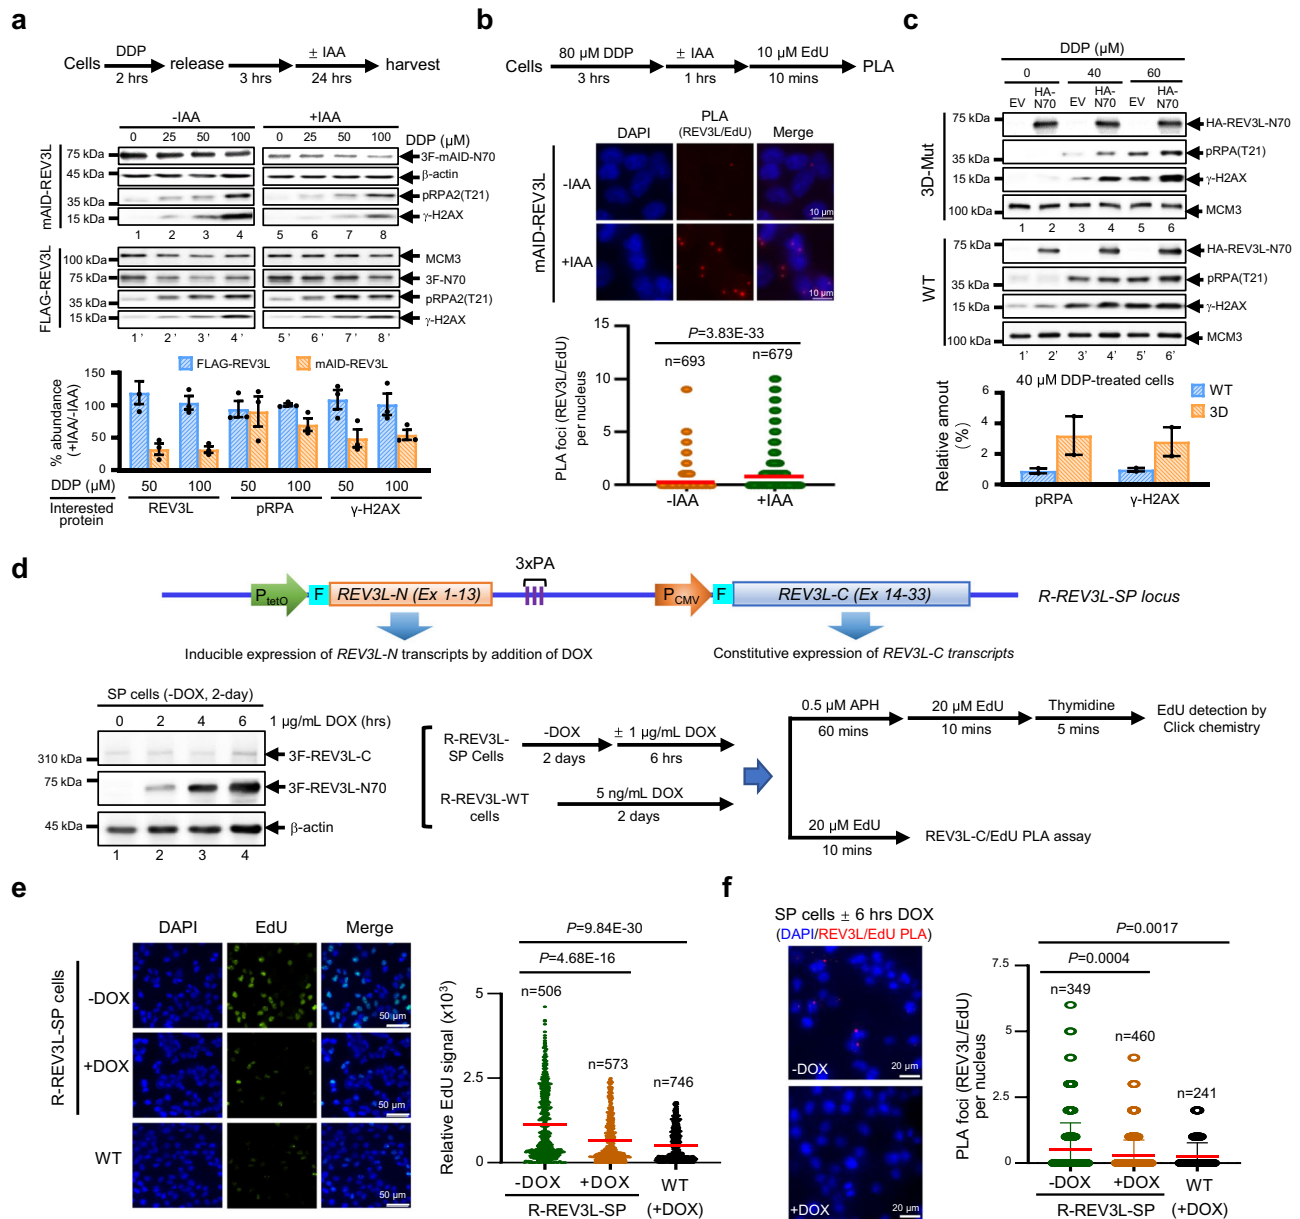 a
DDP
± IAA
Cells
release
harvest
2 hrs
3 hrs
24 hrs
-IAA
+IAA
0 25 50 100 0 25 50 100 DDP (µM)
mAID-REV3L
75 kDa
3F-mAID-N70
45 kDa
β-actin
35 kDa
pRPA2(T21)
15 kDa
γ-H2AX
1 2 3 4 5 6 7 8
FLAG-REV3L
100 kDa
MCM3
75 kDa
3F-N70
35 kDa
pRPA2(T21)
15 kDa
γ-H2AX
1' 2' 3' 4' 5' 6' 7' 8'
FLAG-REV3L mAID-REV3L
% abundance
(+IAA/-IAA)
150
100
50
0
DDP (µM) 50 100 50 100 50 100
Interested
protein
REV3L pRPA γ-H2AX
b
80 µM DDP ± IAA 10 µM EdU
Cells
PLA
3 hrs 1 hrs 10 mins
PLA
DAPI (REV3L/EdU) Merge
mAID-REV3L
-IAA
10 µm
+IAA
10 µm
PLA foci (REV3L/EdU)
per nucleus
15
10
5
0
P=3.83E-33
n=693
n=679
-IAA
+IAA
c
DDP (µM)
0 40 60
EV HA-N70 EV HA-N70 EV HA-N70
3D-Mut
75 kDa
HA-REV3L-N70
35 kDa
pRPA(T21)
15 kDa
γ-H2AX
100 kDa
MCM3
1 2 3 4 5 6
WT
75 kDa
HA-REV3L-N70
35 kDa
pRPA(T21)
15 kDa
γ-H2AX
100 kDa
MCM3
1' 2' 3' 4' 5' 6'
40 µM DDP-treated cells
WT
3D
Relative amout
(%)
6
4
2
0
pRPA γ-H2AX
d
3xPA
PtetO
F
REV3L-N (Ex 1-13)
PCMV
F
REV3L-C (Ex 14-33)
R-REV3L-SP locus
Inducible expression of REV3L-N transcripts by addition of DOX
Constitutive expression of REV3L-C transcripts
SP cells (-DOX, 2-day)
0 2 4 6 1 µg/mL DOX (hrs)
310 kDa
3F-REV3L-C
75 kDa
3F-REV3L-N70
45 kDa
β-actin
1 2 3 4
R-REV3L-
SP Cells
-DOX
2 days
± 1 µg/mL DOX
6 hrs
R-REV3L-WT
cells
5 ng/mL DOX
2 days
0.5 µM APH
60 mins
20 µM EdU
10 mins
Thymidine
5 mins
EdU detection by
Click chemistry
20 µM EdU
10 mins
REV3L-C/EdU PLA assay
e
DAPI EdU Merge
R-REV3L-SP cells
-DOX
50 µm
+DOX
50 µm
WT
50 µm
Relative EdU signal (x10³)
5
2.5
0
P=9.84E-30
P=4.68E-16
n=506
n=573
n=746
-DOX +DOX WT
R-REV3L-SP (+DOX)
f
SP cells ± 6 hrs DOX
(DAPI/REV3L/EdU PLA)
-DOX
20 µm
+DOX
20 µm
PLA foci (REV3L/EdU)
per nucleus
7.5
5
2.5
0
P=0.0017
P=0.0004
n=349
n=460
n=241
-DOX +DOX WT
R-REV3L-SP (+DOX)